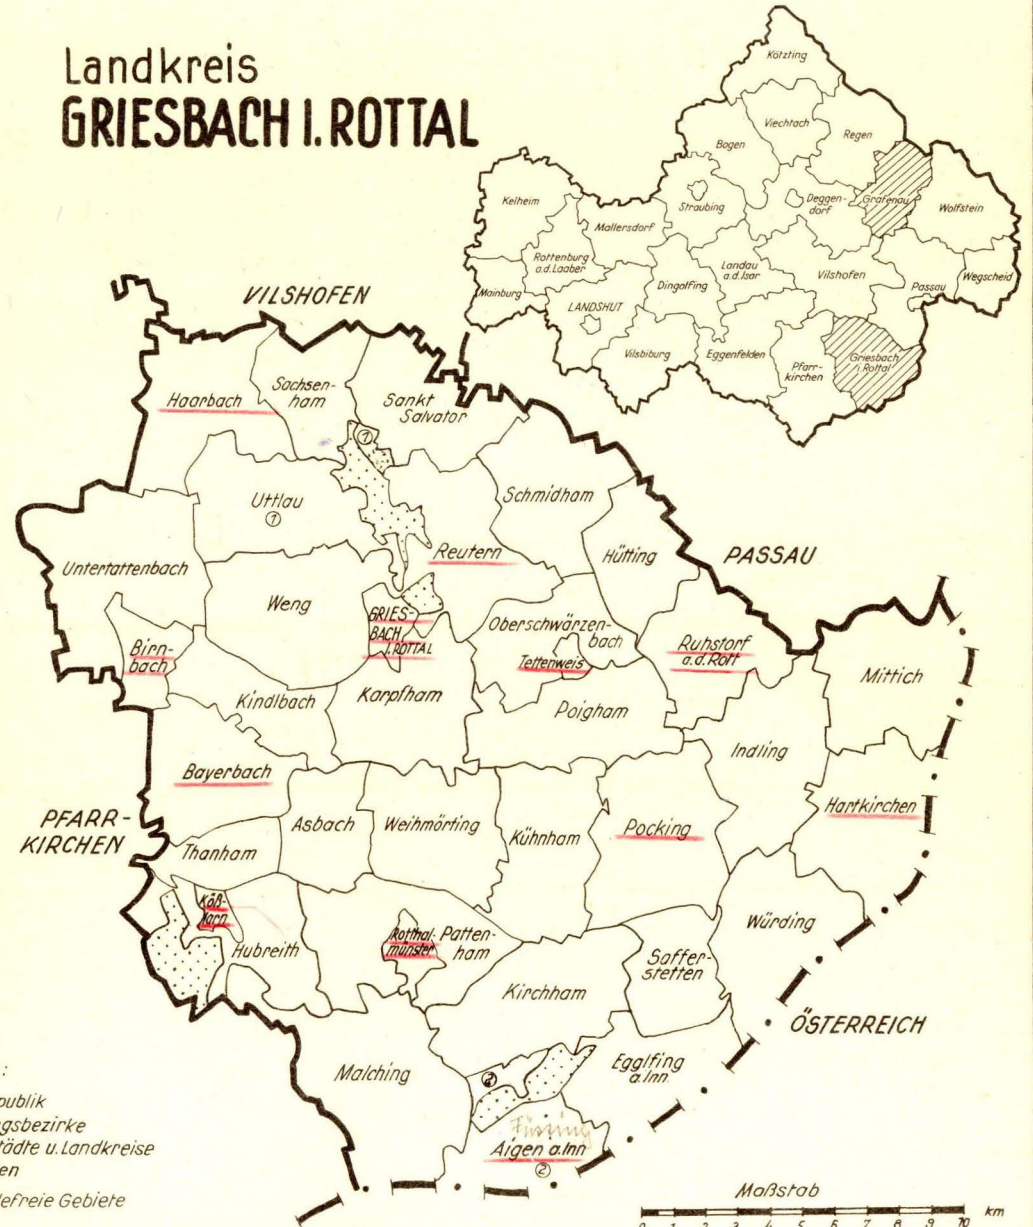 Landkreis
GRIESBACH I. ROTTAL
Kötzting
Viechtach
Regen
Bogen
Kelheim
Straubing
Deggen-
dorf
Grafenau
Wolfstein
Mallersdorf
Rottenburg
a.d. Laaber
Landau
a.d. Isar
Vilshofen
Wegscheid
Mainburg
Dingolfing
Passau
LANDSHUT
Vilsbiburg
Eggenfelden
Pfarr-
kirchen
Griesbach
i. Rottal
VILSHOFEN
Haarbach
Sachsen-
ham
Sankt
Salvator
1
Uttlau
1
Schmidham
Untertattenbach
Reutern
Hütting
PASSAU
Weng
GRIES-
BACH
I. ROTTAL
Oberschwärzen-
bach
Tettenweis
Ruhstorf
a.d. Rott
Birn-
bach
Mittich
Kindlbach
Karpfham
Poigham
Indling
Bayerbach
Hartkirchen
PFARR-
KIRCHEN
Asbach
Weihmörting
Kühnham
Pocking
Thanham
Köß-
larn
Hubreith
Rotthal-
münster
Patten-
ham
Würding
Saffer-
stetten
Kirchham
ÖSTERREICH
Malching
2
Egglfing
a. Inn
Füssing
Aigen a. Inn
2
:
publik
gsbezirke
tädte u. Landkreise
en
efreie Gebiete
Maßstab
0 1 2 3 4 5 6 7 8 9 10 km